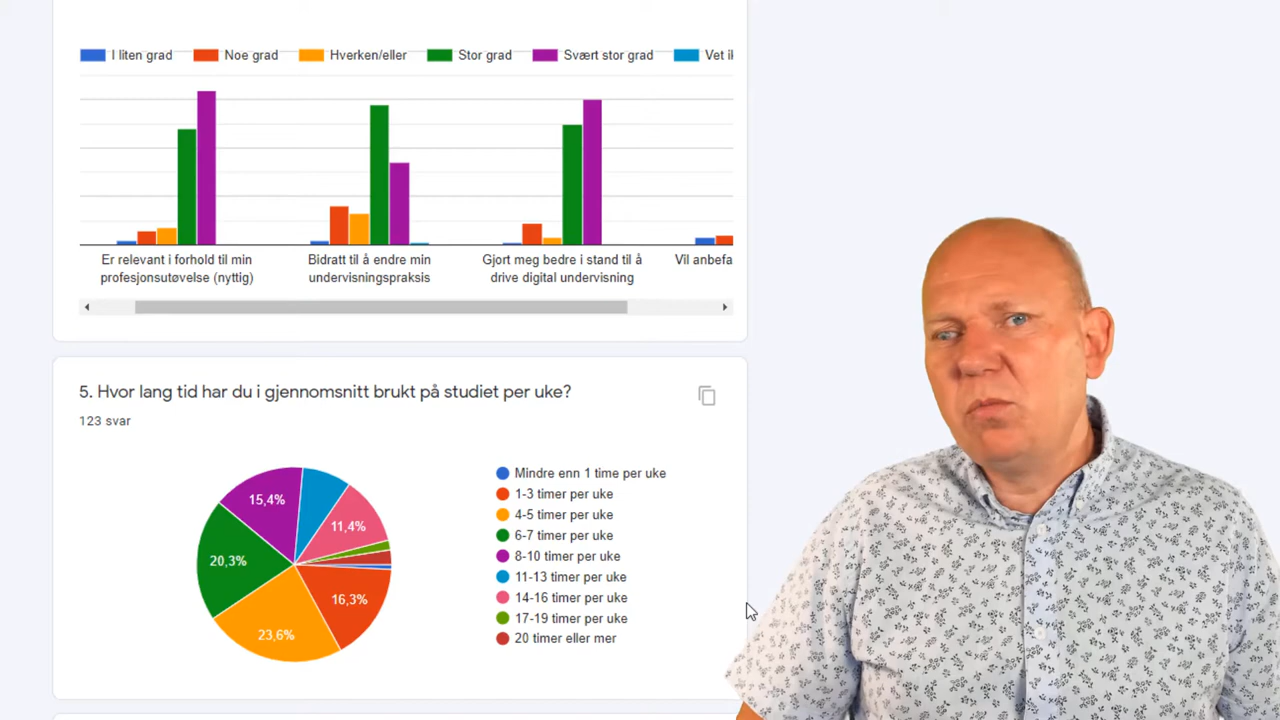 I liten grad Noe grad Hverken/eller Stor grad Svært stor grad Vet ik
Er relevant i forhold til min
profesjonsutøvelse (nyttig)
Bidratt til å endre min
undervisningspraksis
Gjort meg bedre i stand til å
drive digital undervisning
Vil anbefa
5. Hvor lang tid har du i gjennomsnitt brukt på studiet per uke?
123 svar
15,4%
11,4%
20,3%
16,3%
23,6%
Mindre enn 1 time per uke
1-3 timer per uke
4-5 timer per uke
6-7 timer per uke
8-10 timer per uke
11-13 timer per uke
14-16 timer per uke
17-19 timer per uke
20 timer eller mer